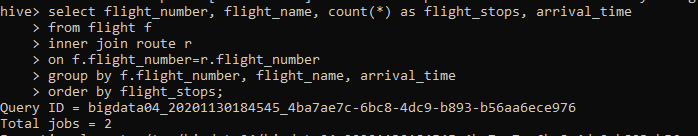 hive> select flight_number, flight_name, count(*) as flight_stops, arrival_time
> from flight f
> inner join route r
> on f.flight_number=r.flight_number
> group by f.flight_number, flight_name, arrival_time
> order by flight_stops;
Query ID = bigdata04_20201130184545_4ba7ae7c-6bc8-4dc9-b893-b56aa6ece976
Total jobs = 2